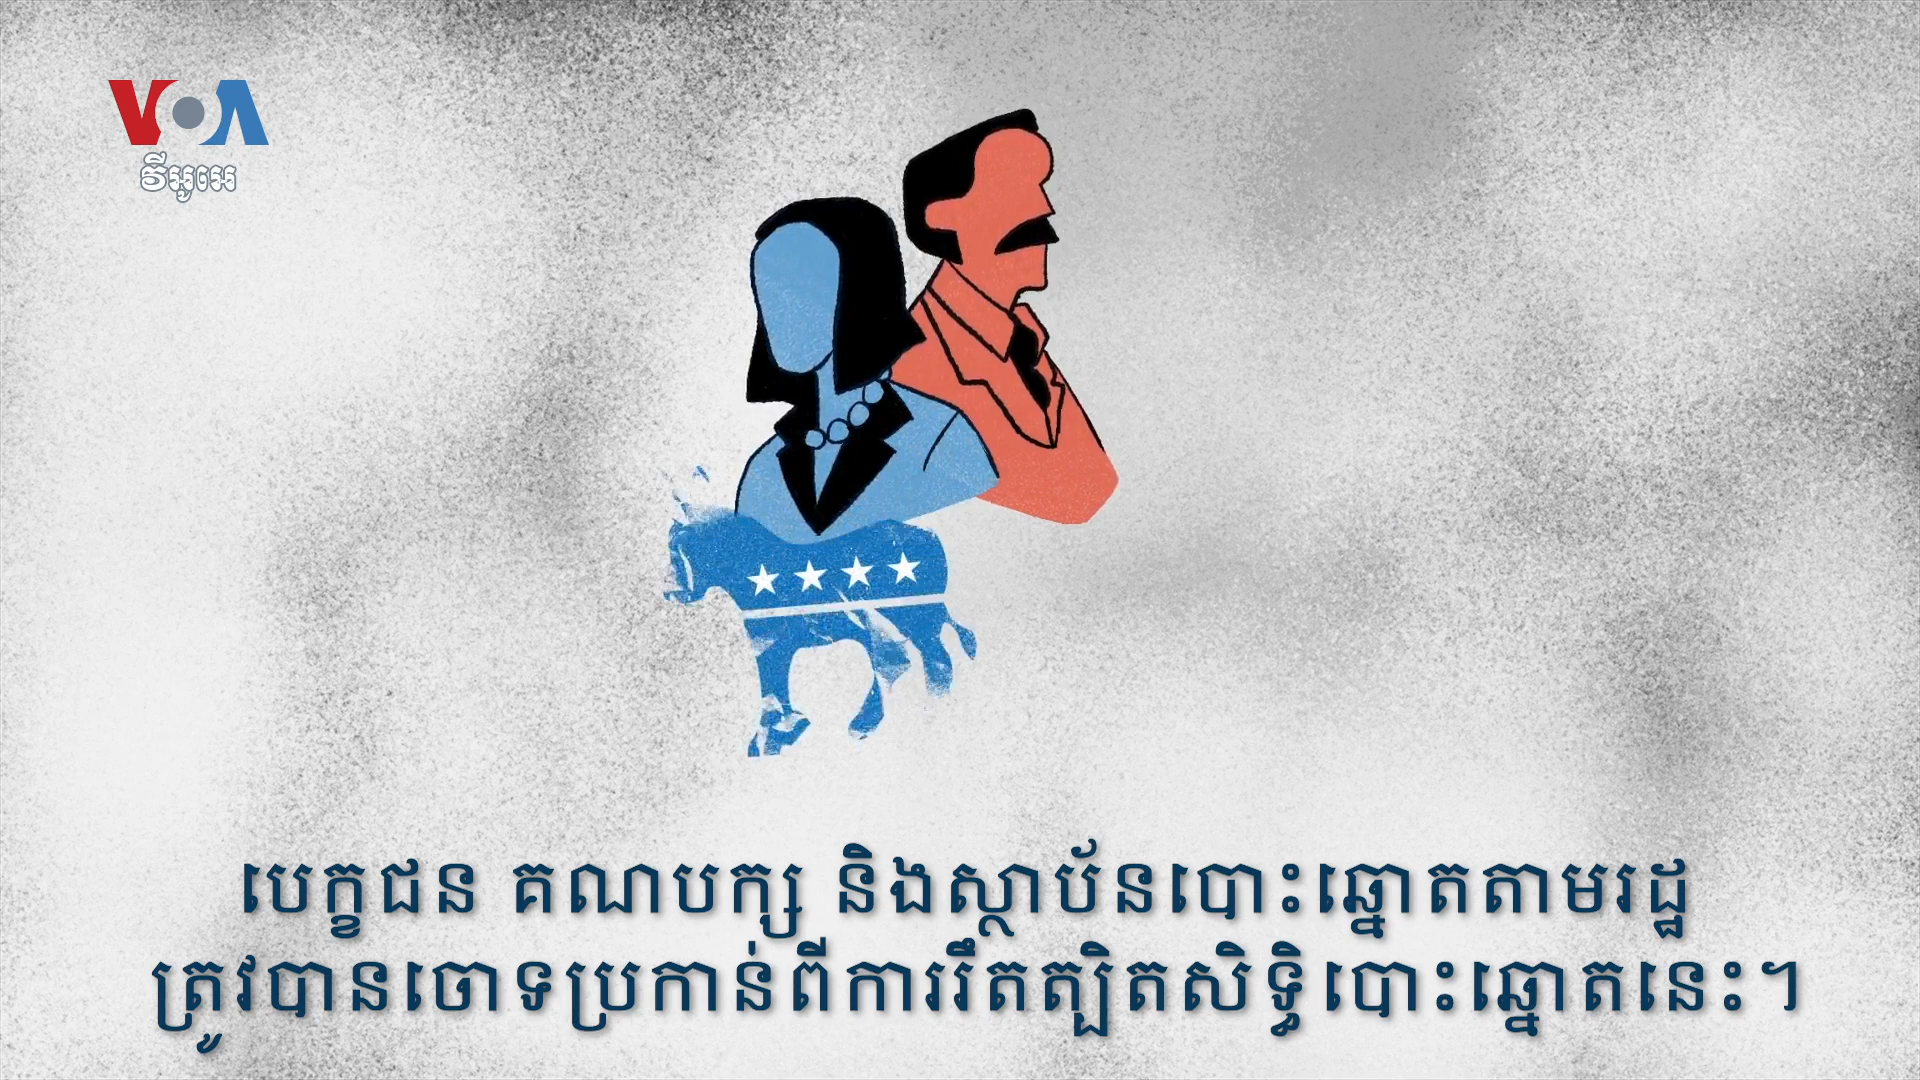 VOA
វីអូអេ
បេក្ខជន គណបក្ស និងស្ថាប័នបោះឆ្នោតតាមរដ្ឋ
ត្រូវបានចោទប្រកាន់ពីការរឹតត្បិតសិទ្ធិបោះឆ្នោតនេះ។